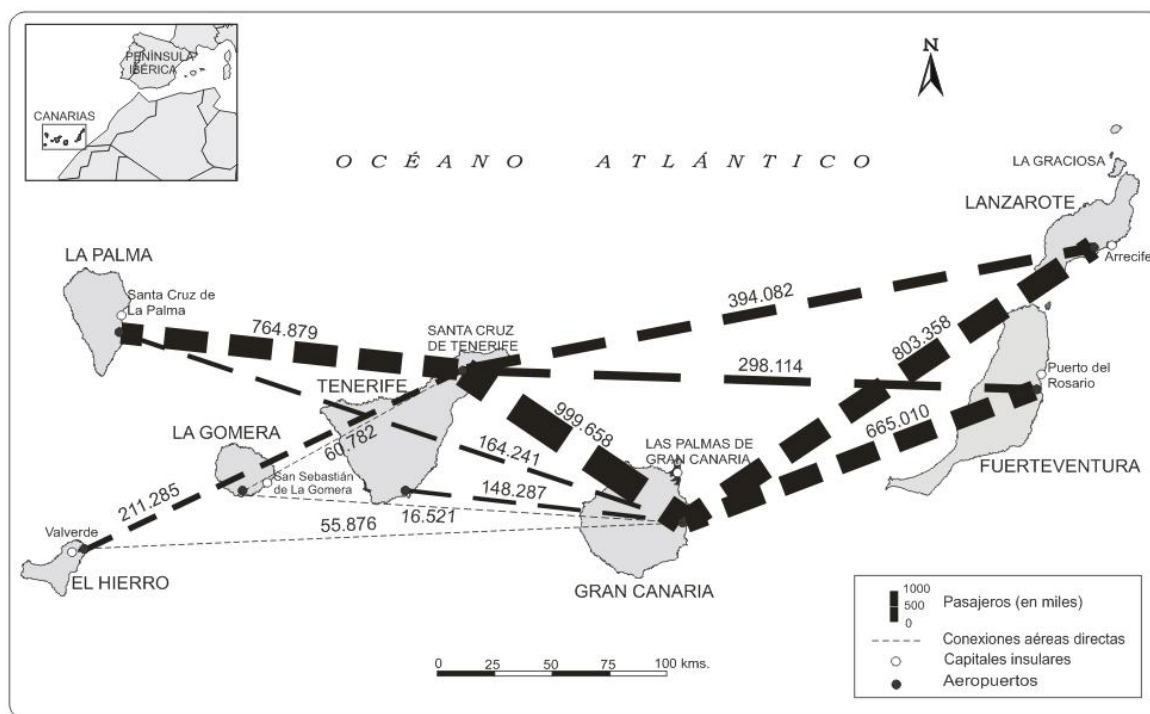 PENÍNSULA
IBÉRICA
CANARIAS
N
OCÉANO ATLÁNTICO
LA GRACIOSA
LANZAROTE
Arrecife
LA PALMA
Santa Cruz de
La Palma
394.082
764.879
SANTA CRUZ
DE TENERIFE
803.358
298.114
Puerto del
Rosario
TENERIFE
999.658
665.010
LA GOMERA
60.782
164.241
LAS PALMAS DE
GRAN CANARIA
FUERTEVENTURA
San Sebastián
de La Gomera
148.287
211.285
16.521
55.876
Valverde
EL HIERRO
GRAN CANARIA
1000
500
0
Pasajeros (en miles)
Conexiones aéreas directas
Capitales insulares
Aeropuertos
0 25 50 75 100 kms.